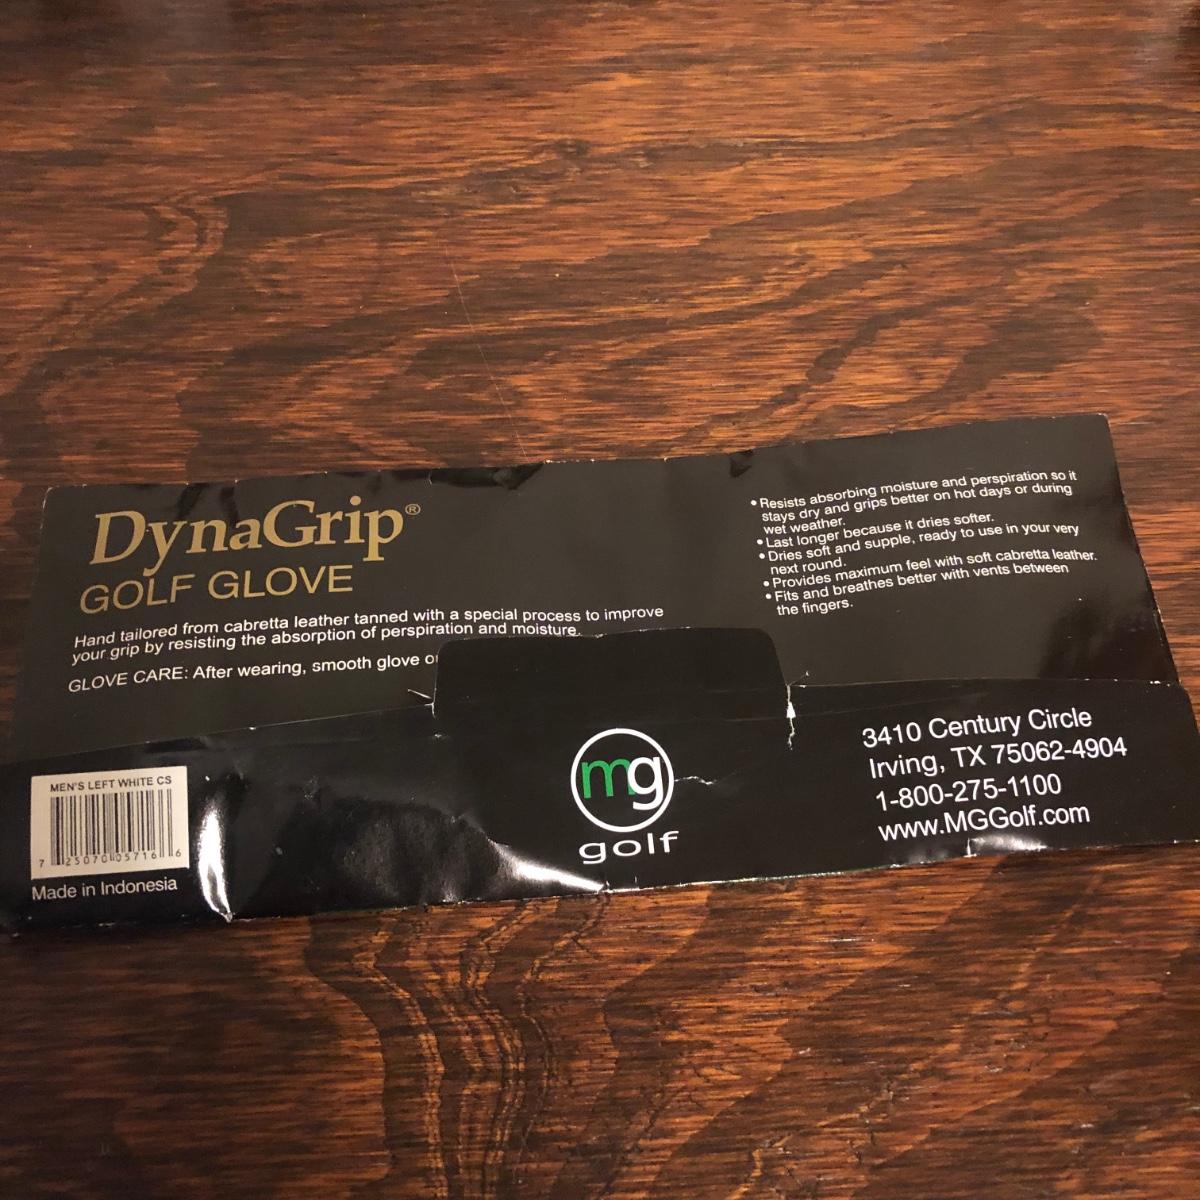 DynaGrip®
GOLF GLOVE
Hand tailored from cabretta leather tanned with a special process to improve
your grip by resisting the absorption of perspiration and moisture.
GLOVE CARE: After wearing, smooth glove
• Resists absorbing moisture and perspiration so it
stays dry and grips better on hot days or during
wet weather.
• Last longer because it dries softer.
• Dries soft and supple, ready to use in your very
next round.
• Provides maximum feel with soft cabretta leather.
• Fits and breathes better with vents between
the fingers.
MEN'S LEFT WHITE CS
7 25070 05716 6
Made in Indonesia
mg
golf
3410 Century Circle
Irving, TX 75062-4904
1-800-275-1100
www.MGGolf.com